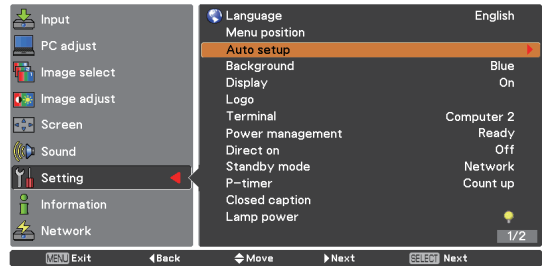 Input
PC adjust
Image select
Image adjust
Screen
Sound
Setting
Information
Network
Language English
Menu position
Auto setup
Background Blue
Display On
Logo
Terminal Computer 2
Power management Ready
Direct on Off
Standby mode Network
P-timer Count up
Closed caption
Lamp power
1/2
MENU Exit Back Move Next SELECT Next